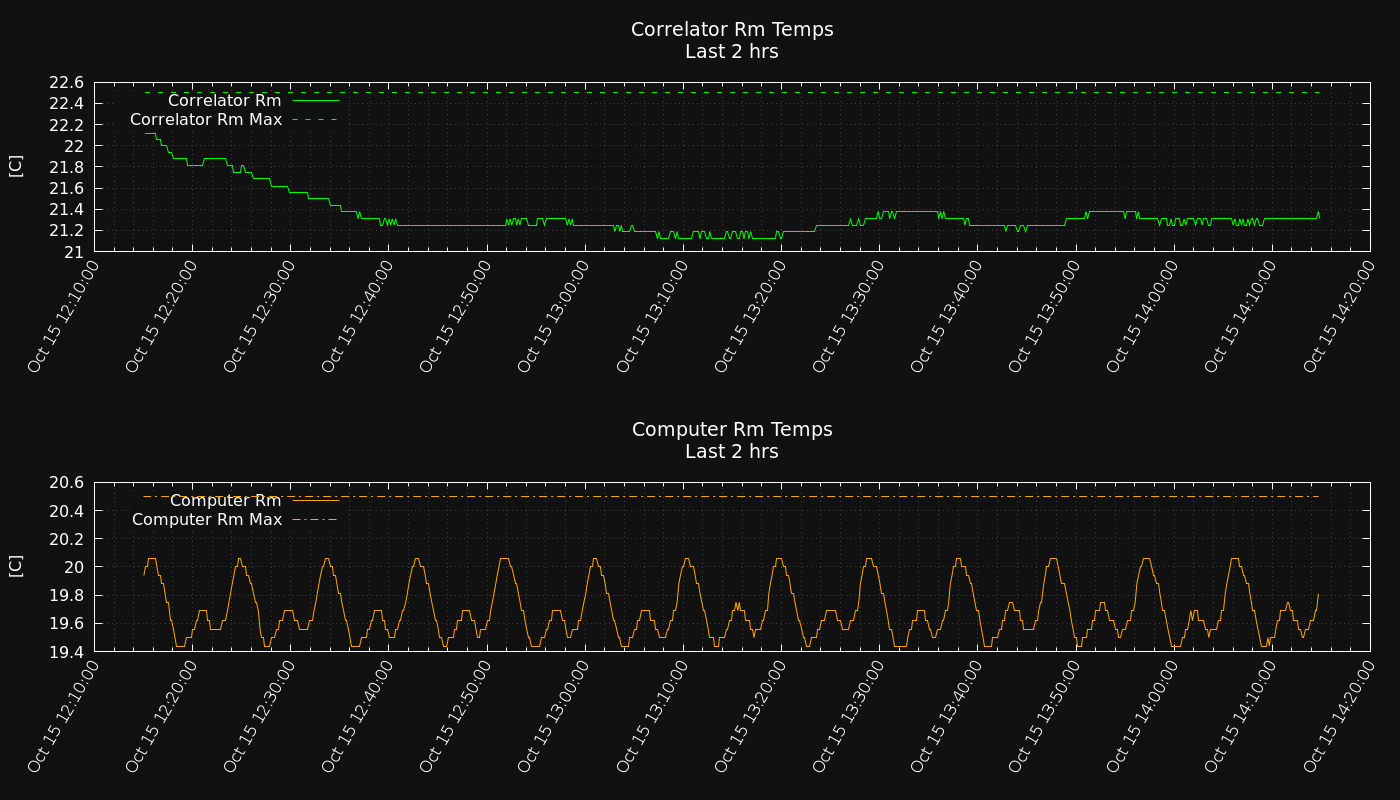 Correlator Rm Temps
Last 2 hrs
22.6
22.4
22.2
22
21.8
21.6
21.4
21.2
21
[C]
Correlator Rm
Correlator Rm Max
Oct 15 12:10:00
Oct 15 12:20:00
Oct 15 12:30:00
Oct 15 12:40:00
Oct 15 12:50:00
Oct 15 13:00:00
Oct 15 13:10:00
Oct 15 13:20:00
Oct 15 13:30:00
Oct 15 13:40:00
Oct 15 13:50:00
Oct 15 14:00:00
Oct 15 14:10:00
Oct 15 14:20:00
Computer Rm Temps
Last 2 hrs
20.6
20.4
20.2
20
19.8
19.6
19.4
[C]
Computer Rm
Computer Rm Max
Oct 15 12:10:00
Oct 15 12:20:00
Oct 15 12:30:00
Oct 15 12:40:00
Oct 15 12:50:00
Oct 15 13:00:00
Oct 15 13:10:00
Oct 15 13:20:00
Oct 15 13:30:00
Oct 15 13:40:00
Oct 15 13:50:00
Oct 15 14:00:00
Oct 15 14:10:00
Oct 15 14:20:00